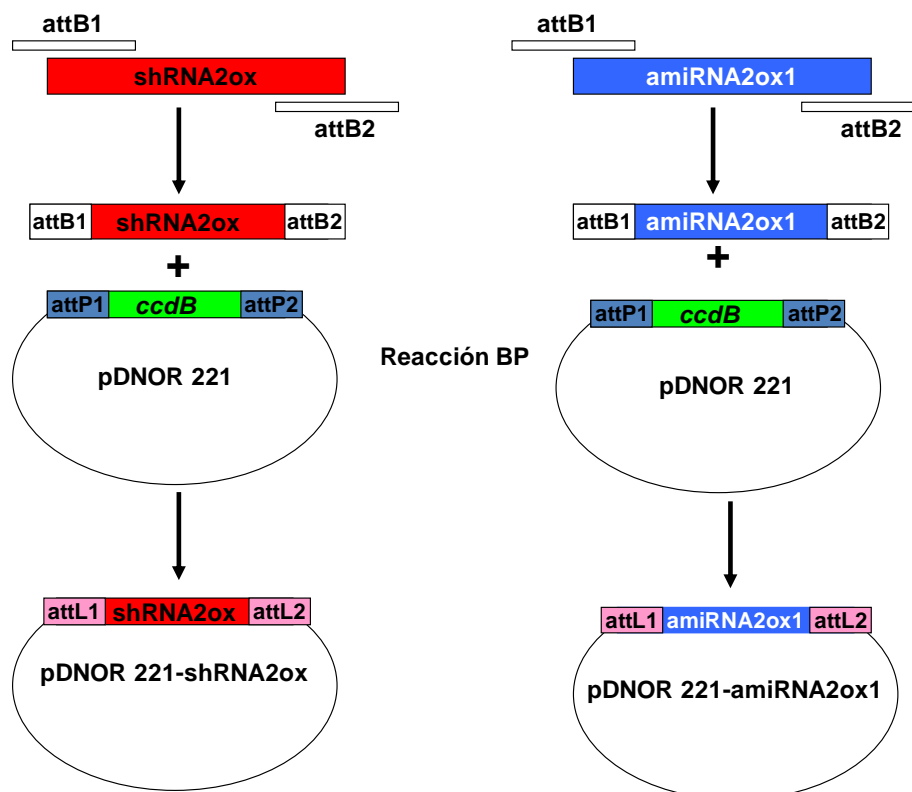 attB1
shRNA2ox
attB2
attB1 shRNA2ox attB2
+
attP1 ccdB attP2
pDNOR 221
attL1 shRNA2ox attL2
pDNOR 221-shRNA2ox
Reacción BP
attB1
amiRNA2ox1
attB2
attB1 amiRNA2ox1 attB2
+
attP1 ccdB attP2
pDNOR 221
attL1 amiRNA2ox1 attL2
pDNOR 221-amiRNA2ox1